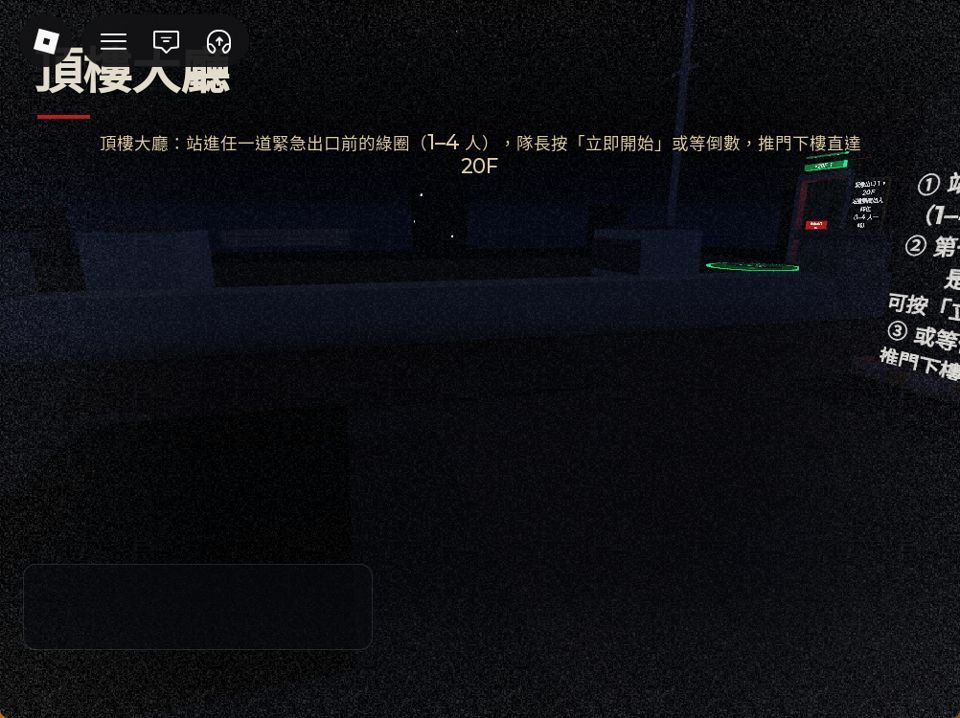 頂樓大廳
頂樓大廳：站進任一道緊急出口前的綠圈（1–4 人），隊長按「立即開始」或等倒數，推門下樓直達
20F
20F
① 站
（1–
② 第一
是
可按「立
③ 或等
推門下樓